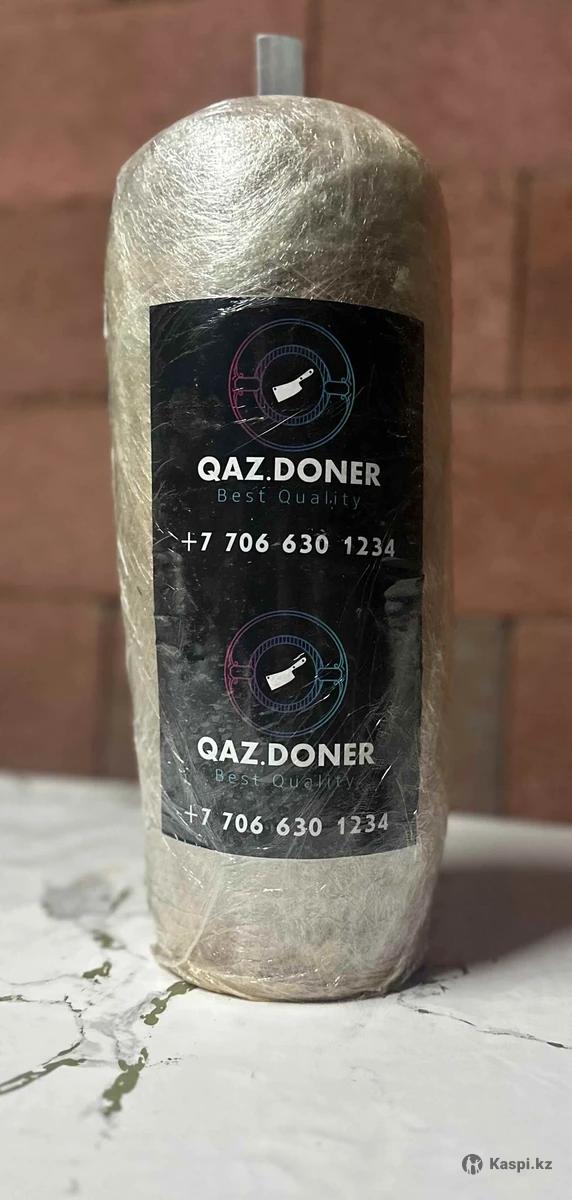 QAZ.DONER
Best Quality
+7 706 630 1234
QAZ.DONER
Best Quality
+7 706 630 1234
Kaspi.kz